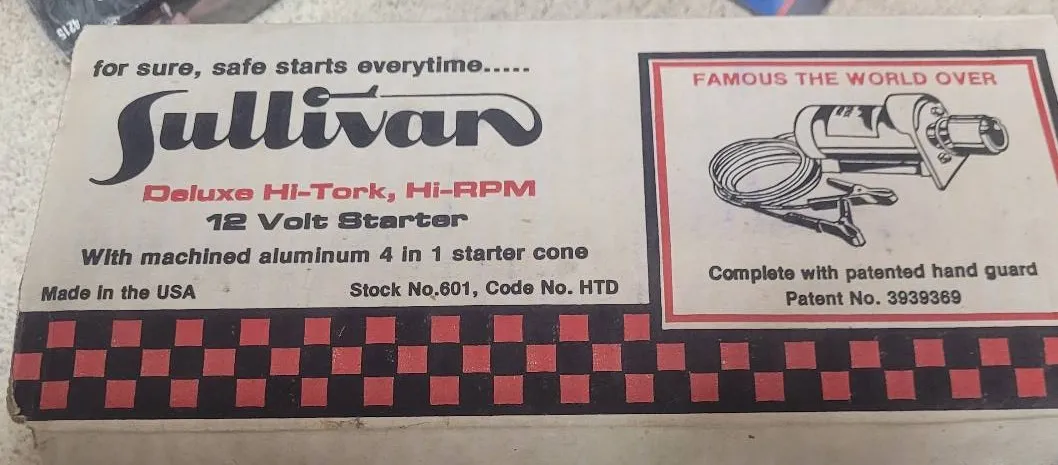 4215
for sure, safe starts everytime.....
Sullivan
Deluxe Hi-Tork, Hi-RPM
12 Volt Starter
With machined aluminum 4 in 1 starter cone
Made in the USA
Stock No.601, Code No. HTD
FAMOUS THE WORLD OVER
Complete with patented hand guard
Patent No. 3939369